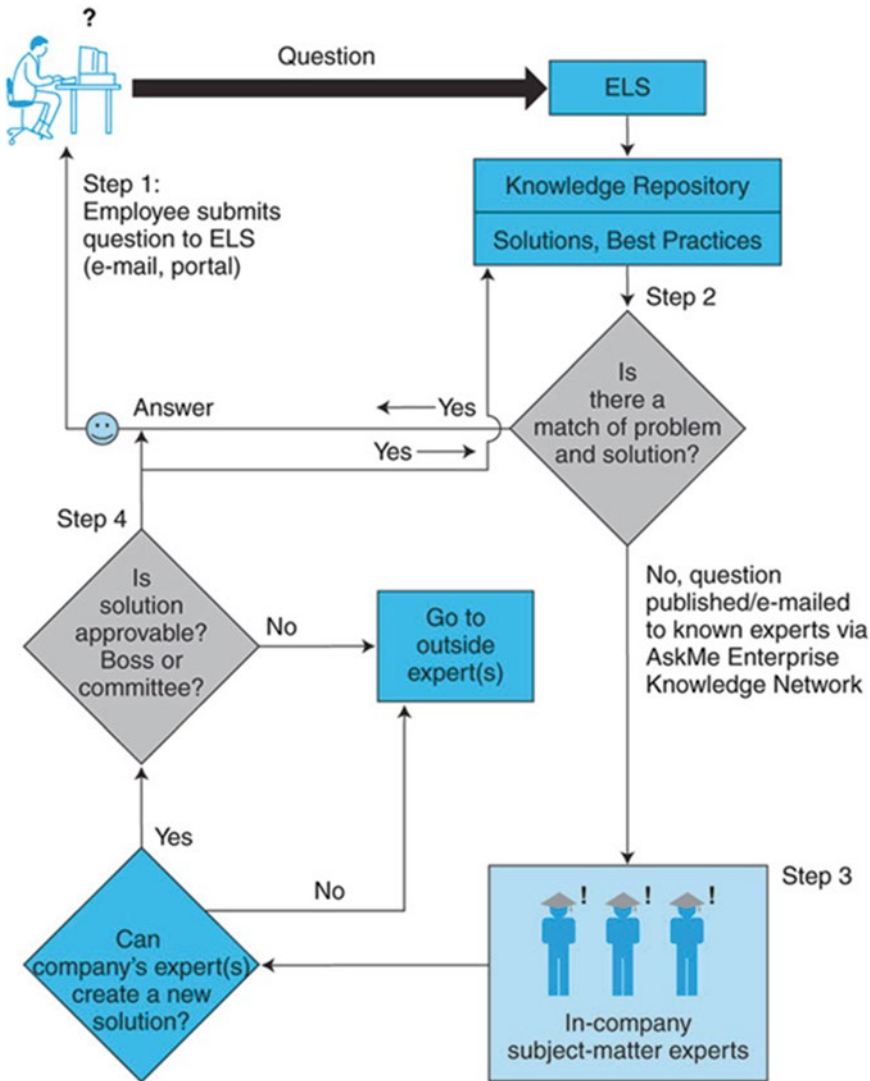 ?
Question
ELS
Step 1:
Employee submits
question to ELS
(e-mail, portal)
Knowledge Repository
Solutions, Best Practices
Step 2
Is
there a
match of problem
and solution?
Answer
Yes
Yes
Step 4
Is
solution
approvable?
Boss or
committee?
No
Go to
outside
expert(s)
No, question
published/e-mailed
to known experts via
AskMe Enterprise
Knowledge Network
Yes
No
Can
company's expert(s)
create a new
solution?
Step 3
! ! !
In-company
subject-matter experts